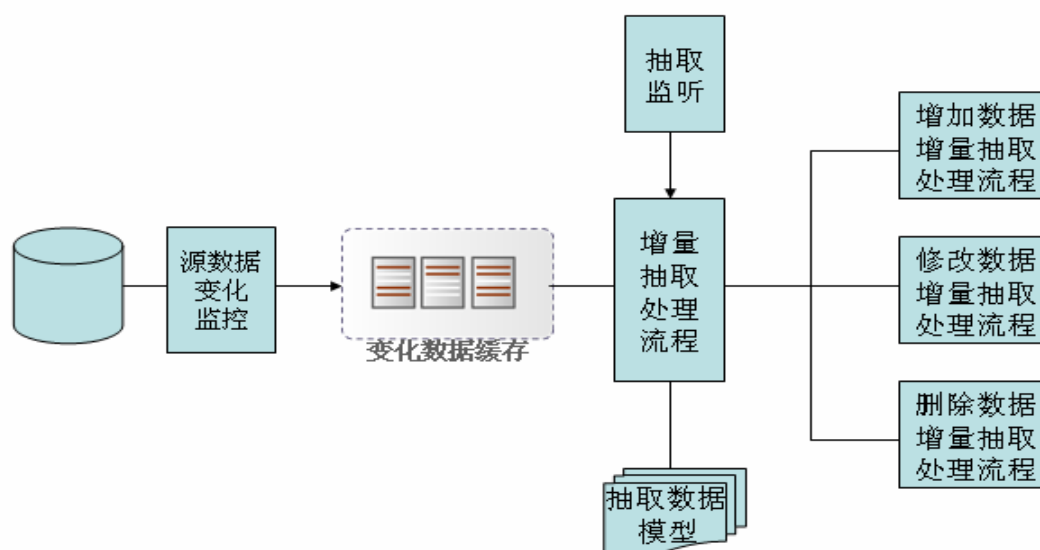 抽取
监听
源数据
变化
监控
变化数据缓存
增量
抽取
处理
流程
抽取数据
模型
增加数据
增量抽取
处理流程
修改数据
增量抽取
处理流程
删除数据
增量抽取
处理流程